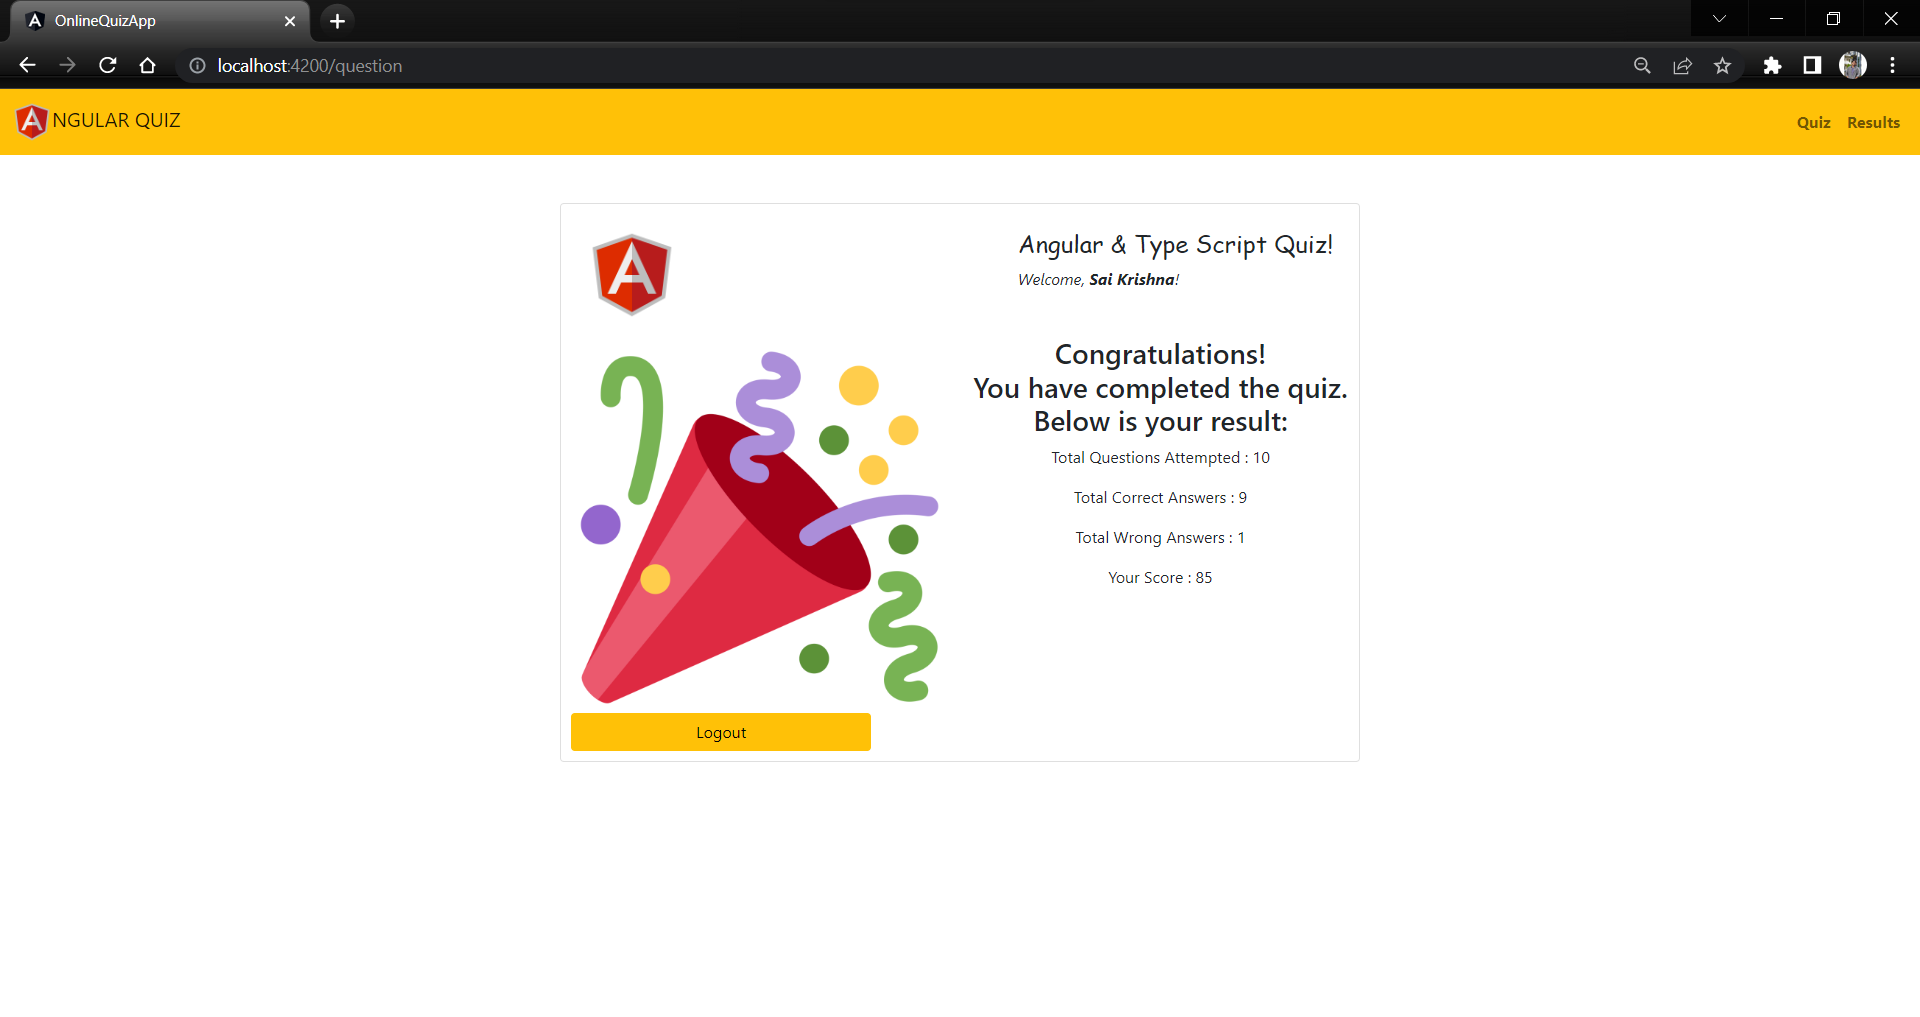 OnlineQuizApp
localhost:4200/question
NGULAR QUIZ
Quiz Results
Angular & Type Script Quiz!
Welcome, Sai Krishna!
Congratulations!
You have completed the quiz.
Below is your result:
Total Questions Attempted : 10
Total Correct Answers : 9
Total Wrong Answers : 1
Your Score : 85
Logout